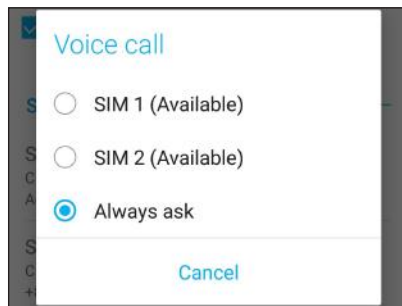 Voice call
SIM 1 (Available)
SIM 2 (Available)
Always ask
Cancel